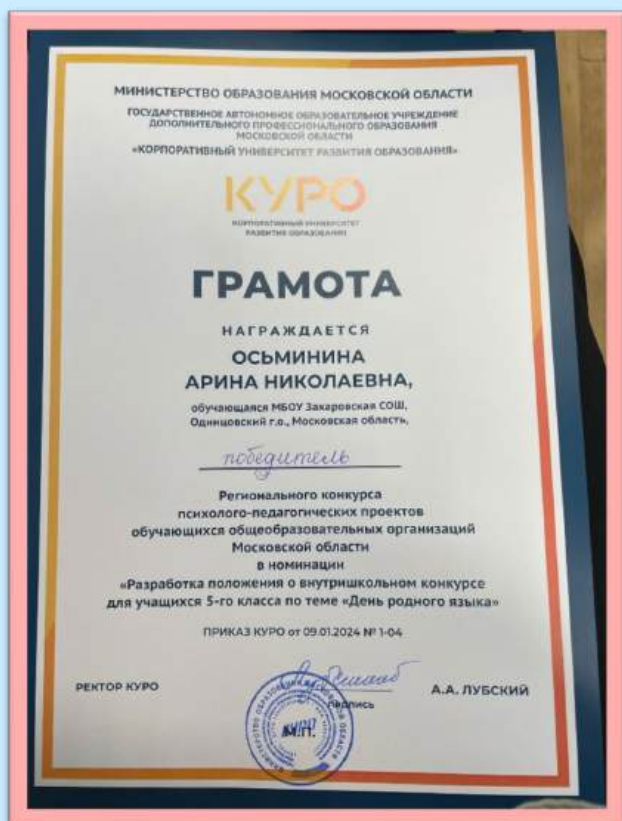 МИНИСТЕРСТВО ОБРАЗОВАНИЯ МОСКОВСКОЙ ОБЛАСТИ
ГОСУДАРСТВЕННОЕ АВТОНОМНОЕ ОБРАЗОВАТЕЛЬНОЕ УЧРЕЖДЕНИЕ
ДОПОЛНИТЕЛЬНОГО ПРОФЕССИОНАЛЬНОГО ОБРАЗОВАНИЯ
МОСКОВСКОЙ ОБЛАСТИ
«КОРПОРАТИВНЫЙ УНИВЕРСИТЕТ РАЗВИТИЯ ОБРАЗОВАНИЯ»
КУРО
КОРПОРАТИВНЫЙ УНИВЕРСИТЕТ
РАЗВИТИЯ ОБРАЗОВАНИЯ
ГРАМОТА
НАГРАЖДАЕТСЯ
ОСЬМИНИНА
АРИНА НИКОЛАЕВНА,
обучающаяся МБОУ Захаровская СОШ,
Одинцовский г.о., Московская область,
победитель
Регионального конкурса
психолого-педагогических проектов
обучающихся общеобразовательных организаций
Московской области
в номинации
«Разработка положения о внутришкольном конкурсе
для учащихся 5-го класса по теме «День родного языка»
ПРИКАЗ КУРО от 09.01.2024 № 1-04
РЕКТОР КУРО
подпись
А.А. ЛУБСКИЙ
М.П.